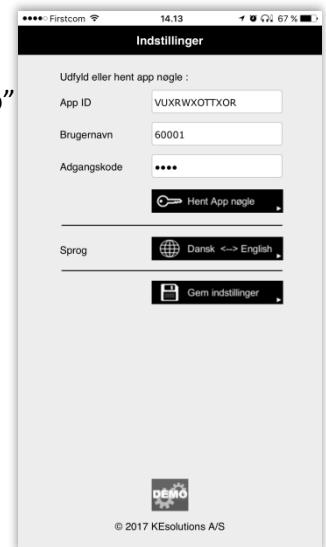 Firstcom 14.13 67 %
Indstillinger
Udfyld eller hent app nøgle :
App ID VUXRWXOTTXOR
Brugernavn 60001
Adgangskode ••••
Hent App nøgle
Sprog Dansk <--> English
Gem indstillinger
DEMO
© 2017 KEsolutions A/S